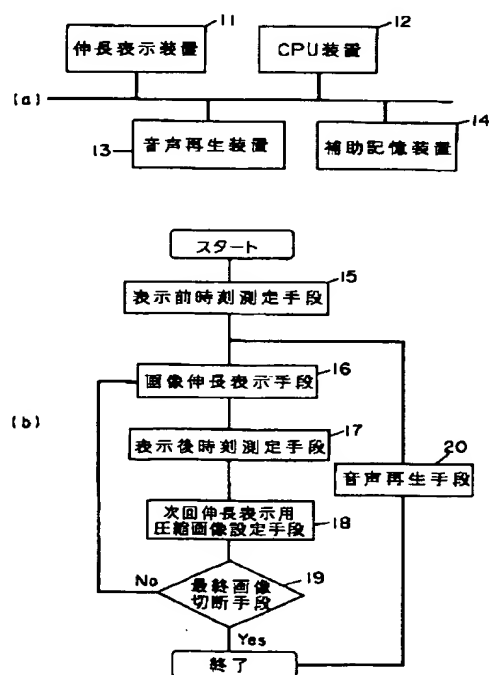 (a)
11
伸長表示装置
12
CPU装置
13
音声再生装置
14
補助記憶装置
(b)
スタート
15
表示前時刻測定手段
16
画像伸長表示手段
17
表示後時刻測定手段
18
次回伸長表示用
圧縮画像設定手段
19
最終画像
切断手段
No
Yes
終了
20
音声再生手段